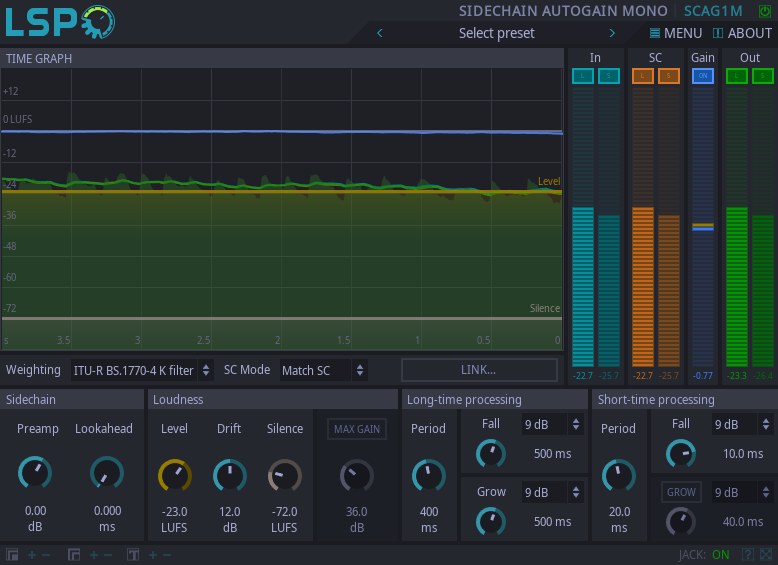 LSP
SIDECHAIN AUTOGAIN MONO SCAG1M
Select preset
MENU ABOUT
TIME GRAPH
In SC Gain Out
L S L S ON L S
+12
0 LUFS
-12
-24
Level
-36
-48
-60
-72
Silence
s 3.5 3 2.5 2 1.5 1 0.5 0
-22.7 -25.7 -22.7 -25.7 -0.77 -23.3 -26.4
Weighting ITU-R BS.1770-4 K filter SC Mode Match SC LINK...
Sidechain Loudness Long-time processing Short-time processing
Preamp Lookahead Level Drift Silence MAX GAIN Period Fall 9 dB Period Fall 9 dB
500 ms 10.0 ms
Grow 9 dB GROW 9 dB
0.00 0.000 -23.0 12.0 -72.0 36.0 400 500 ms 20.0 40.0 ms
dB ms LUFS dB LUFS dB ms ms
JACK: ON